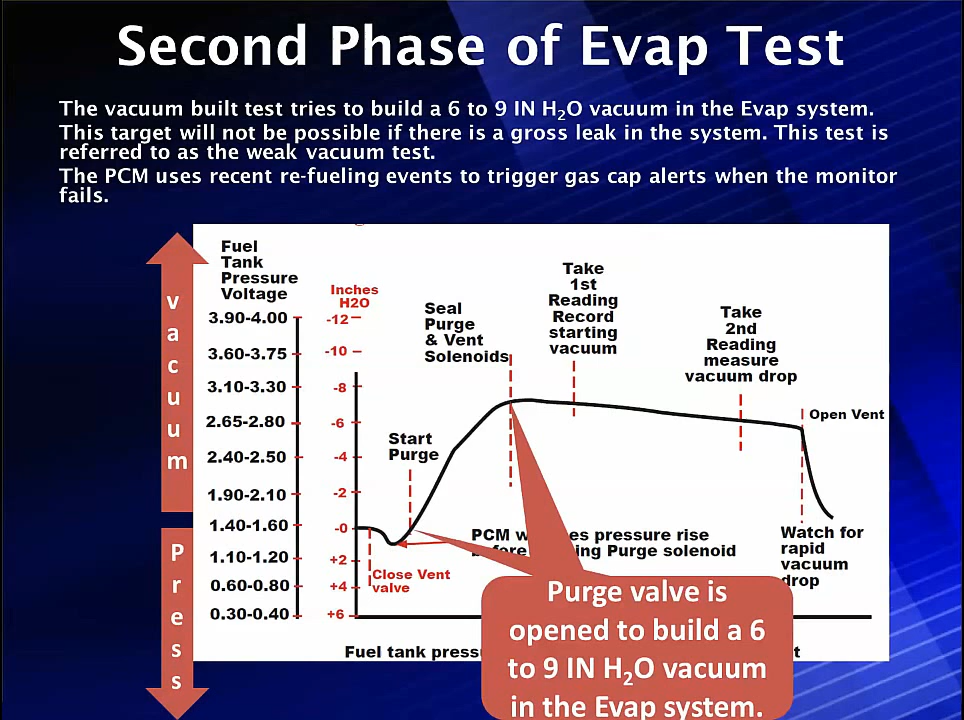 Second Phase of Evap Test
The vacuum built test tries to build a 6 to 9 IN H₂O vacuum in the Evap system.
This target will not be possible if there is a gross leak in the system. This test is
referred to as the weak vacuum test.
The PCM uses recent re-fueling events to trigger gas cap alerts when the monitor
fails.
vacuum
Press
Fuel
Tank
Pressure
Voltage
3.90-4.00
3.60-3.75
3.10-3.30
2.65-2.80
2.40-2.50
1.90-2.10
1.40-1.60
1.10-1.20
0.60-0.80
0.30-0.40
Inches
H2O
-12
-10
-8
-6
-4
-2
-0
+2
+4
+6
Close Vent
valve
Start
Purge
Seal
Purge
& Vent
Solenoids
Take
1st
Reading
Record
starting
vacuum
Take
2nd
Reading
measure
vacuum drop
Open Vent
PCM pressure rise
Purge solenoid
Watch for
rapid
vacuum
drop
Fuel tank
Purge valve is
opened to build a 6
to 9 IN H₂O vacuum
in the Evap system.